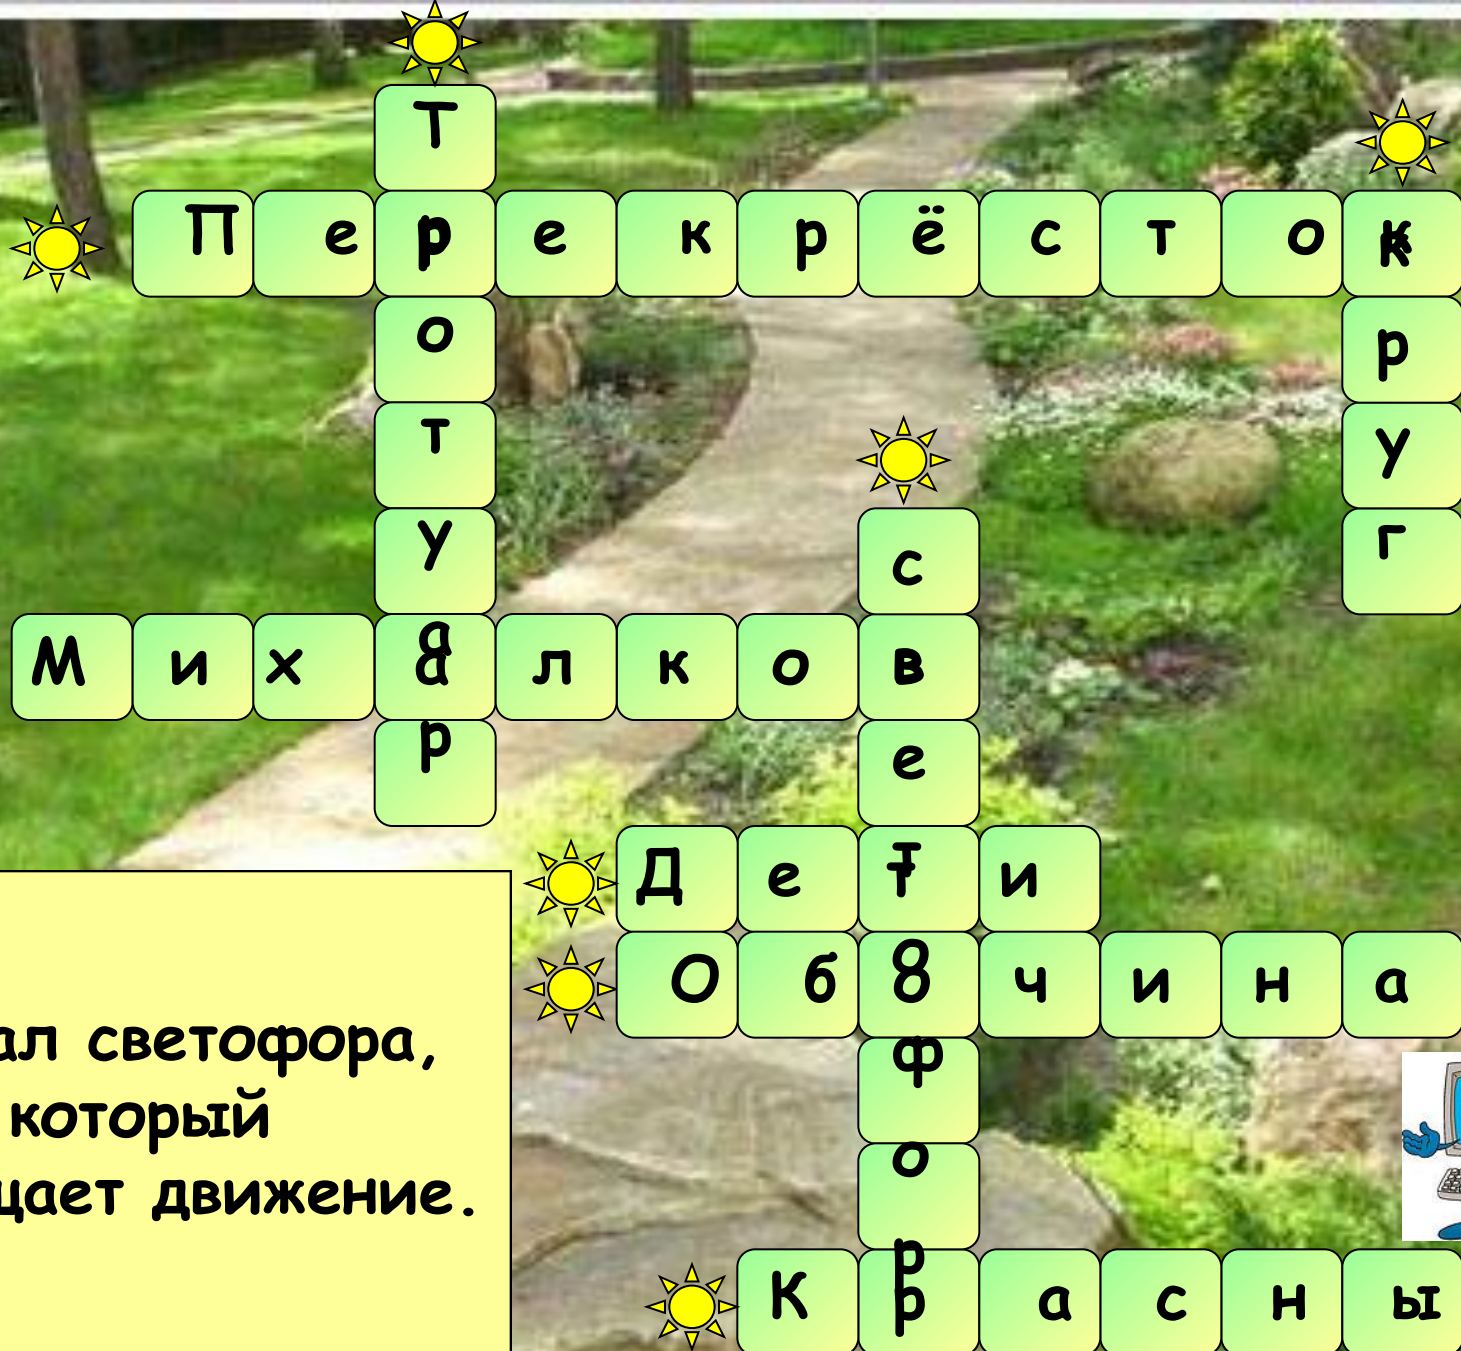 Тротуар
Перекрёсток
круг
светофор
Михалков
Дети
Обочина
Красны
ал светофора,
который
щает движение.